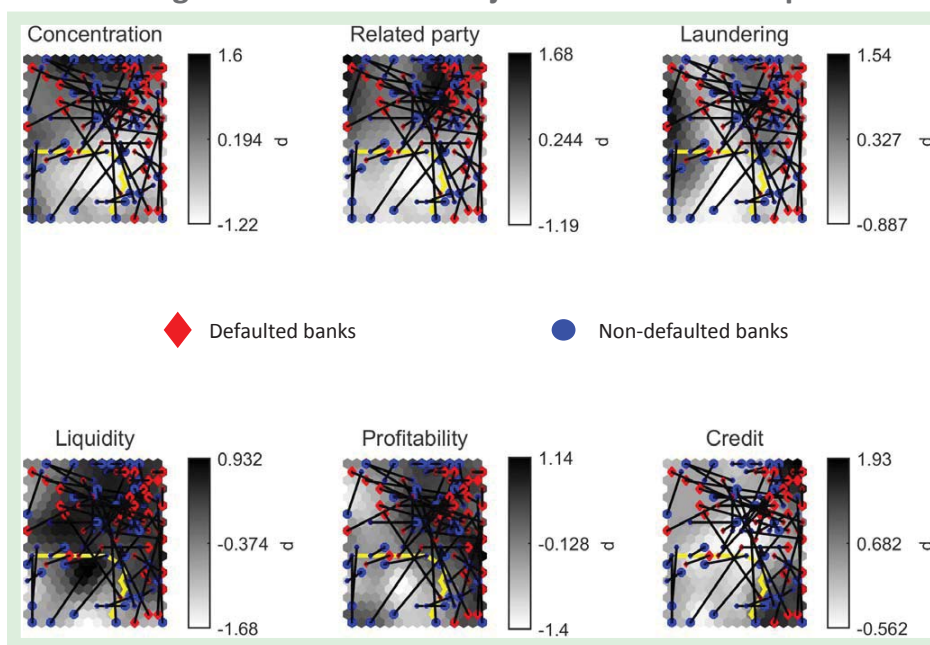 Concentration
Related party
Laundering
1.6
0.194
-1.22
d
1.68
0.244
-1.19
d
1.54
0.327
-0.887
d
Defaulted banks
Non-defaulted banks
Liquidity
Profitability
Credit
0.932
-0.374
-1.68
d
1.14
-0.128
-1.4
d
1.93
0.682
-0.562
d